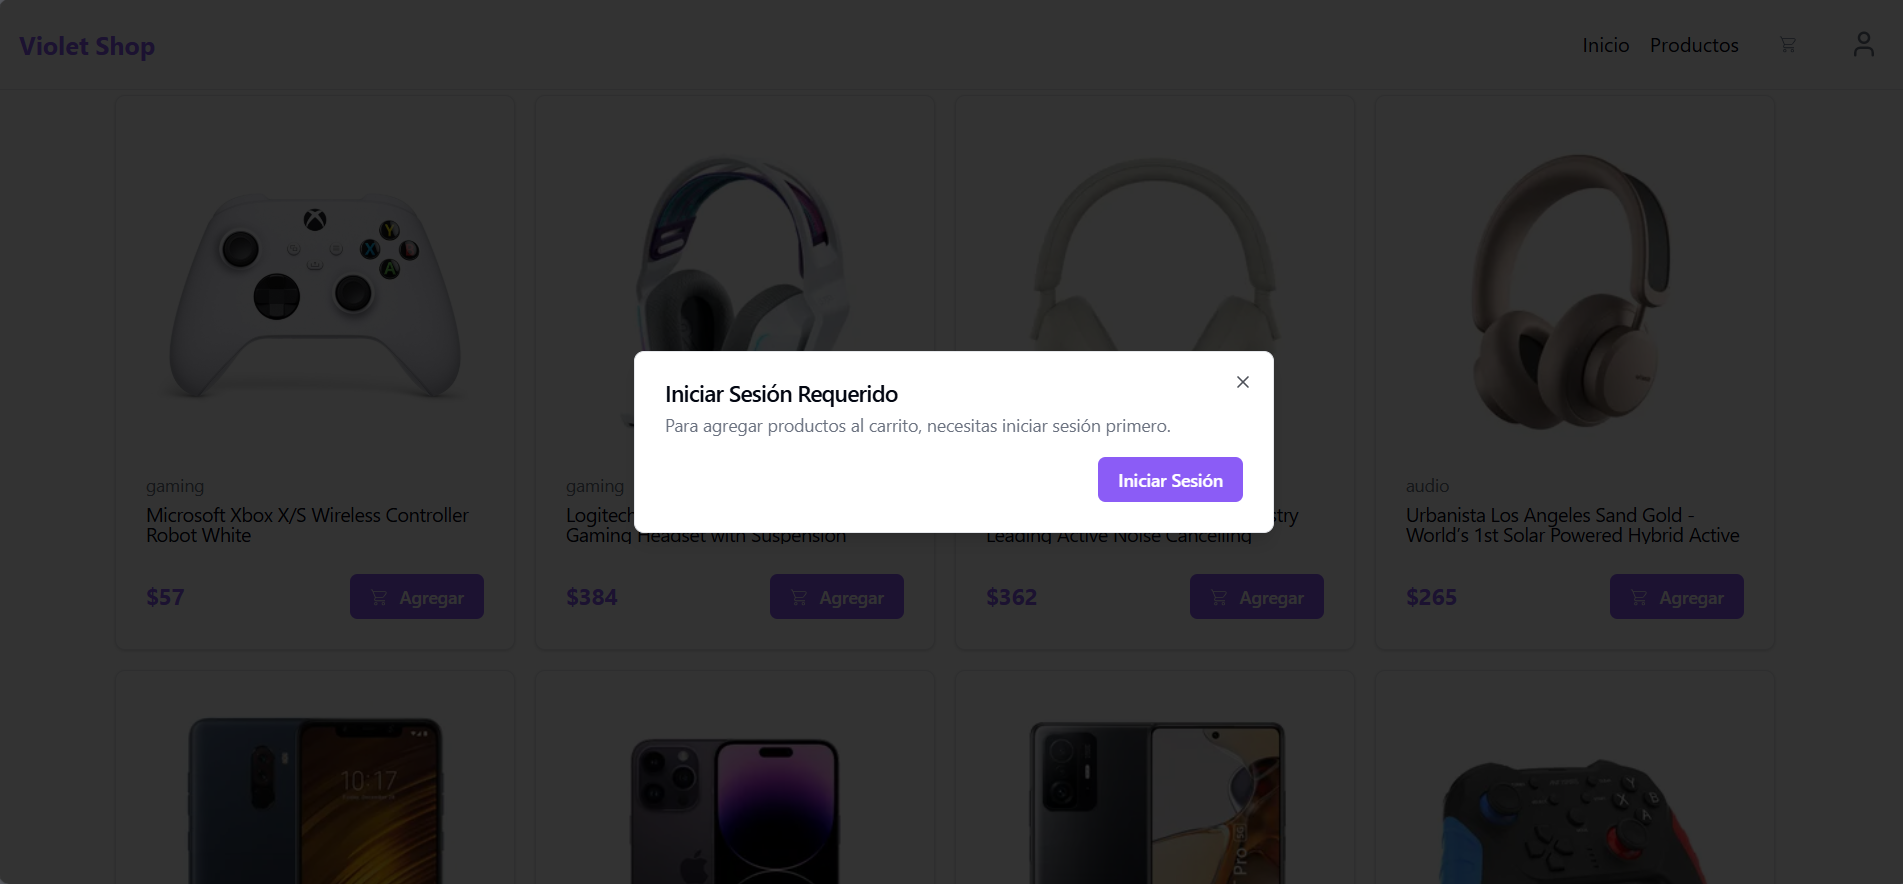 Violet Shop
Inicio
Productos
Iniciar Sesión Requerido
Para agregar productos al carrito, necesitas iniciar sesión primero.
Iniciar Sesión
gaming
Microsoft Xbox X/S Wireless Controller
Robot White
$57
Agregar
gaming
Logitech
Gaming Headset with Suspension
$384
Agregar
Leading Active Noise Cancelling
$362
Agregar
audio
Urbanista Los Angeles Sand Gold -
World's 1st Solar Powered Hybrid Active
$265
Agregar
10:17
Y
X
B
A
Y
X
B
A
Pro 5G